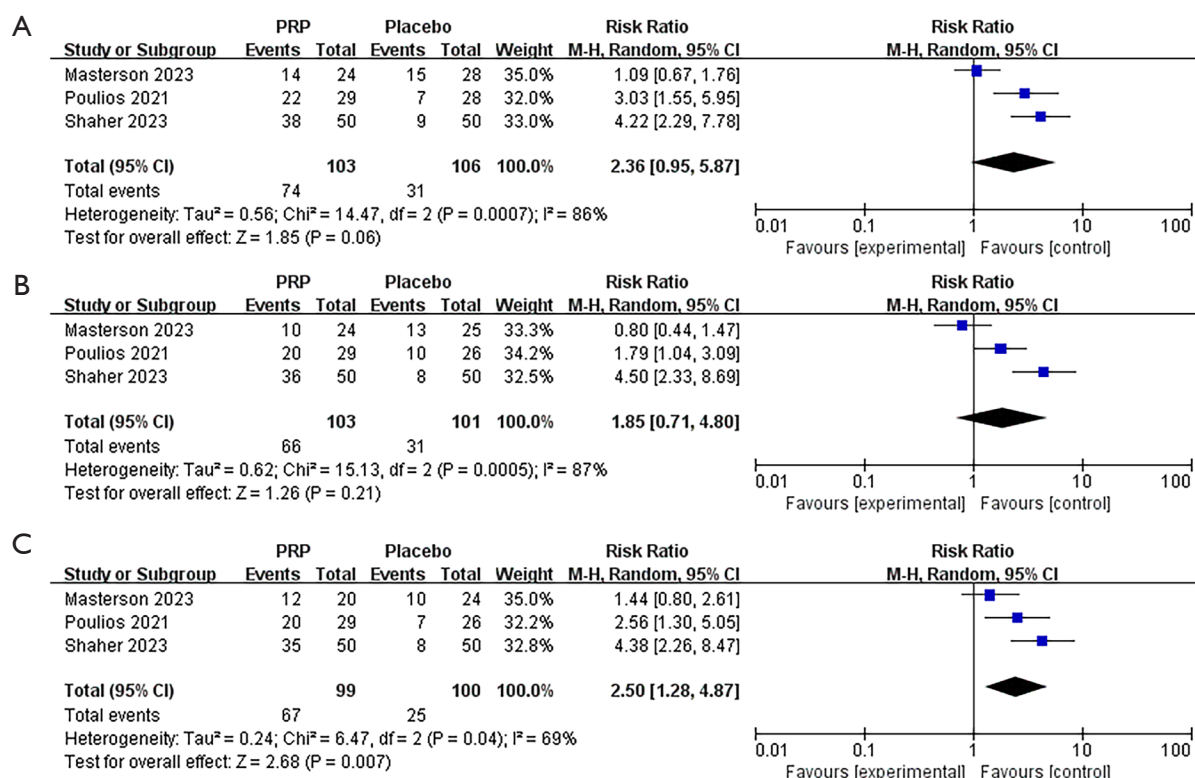 A
PRP Placebo Risk Ratio Risk Ratio
Study or Subgroup Events Total Events Total Weight M-H, Random, 95% CI M-H, Random, 95% CI
Masterson 2023 14 24 15 28 35.0% 1.09 [0.67, 1.76]
Poulios 2021 22 29 7 28 32.0% 3.03 [1.55, 5.95]
Shaher 2023 38 50 9 50 33.0% 4.22 [2.29, 7.78]
Total (95% CI) 103 106 100.0% 2.36 [0.95, 5.87]
Total events 74 31
Heterogeneity: Tau² = 0.56; Chi² = 14.47, df = 2 (P = 0.0007); I² = 86%
Test for overall effect: Z = 1.85 (P = 0.06)
0.01 0.1 1 10 100
Favours [experimental] Favours [control]
B
PRP Placebo Risk Ratio Risk Ratio
Study or Subgroup Events Total Events Total Weight M-H, Random, 95% CI M-H, Random, 95% CI
Masterson 2023 10 24 13 25 33.3% 0.80 [0.44, 1.47]
Poulios 2021 20 29 10 26 34.2% 1.79 [1.04, 3.09]
Shaher 2023 36 50 8 50 32.5% 4.50 [2.33, 8.69]
Total (95% CI) 103 101 100.0% 1.85 [0.71, 4.80]
Total events 66 31
Heterogeneity: Tau² = 0.62; Chi² = 15.13, df = 2 (P = 0.0005); I² = 87%
Test for overall effect: Z = 1.26 (P = 0.21)
0.01 0.1 1 10 100
Favours [experimental] Favours [control]
C
PRP Placebo Risk Ratio Risk Ratio
Study or Subgroup Events Total Events Total Weight M-H, Random, 95% CI M-H, Random, 95% CI
Masterson 2023 12 20 10 24 35.0% 1.44 [0.80, 2.61]
Poulios 2021 20 29 7 26 32.2% 2.56 [1.30, 5.05]
Shaher 2023 35 50 8 50 32.8% 4.38 [2.26, 8.47]
Total (95% CI) 99 100 100.0% 2.50 [1.28, 4.87]
Total events 67 25
Heterogeneity: Tau² = 0.24; Chi² = 6.47, df = 2 (P = 0.04); I² = 69%
Test for overall effect: Z = 2.68 (P = 0.007)
0.01 0.1 1 10 100
Favours [experimental] Favours [control]